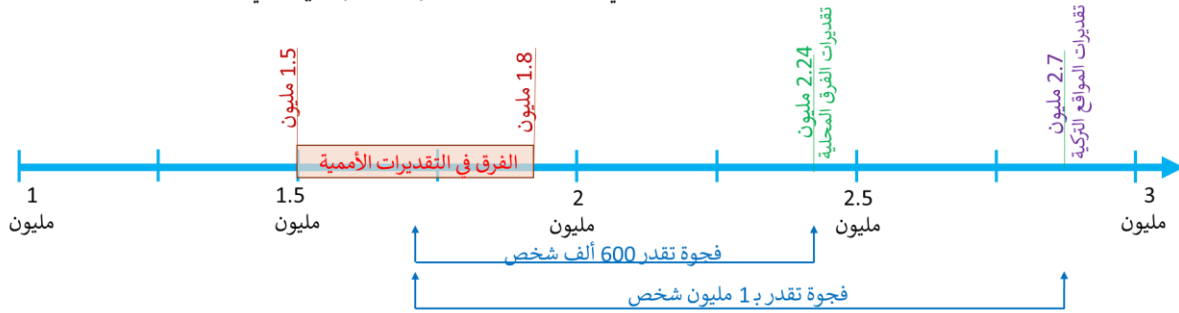 1.5 مليون
1.8 مليون
2.24 مليون
تقديرات الفرق المحلية
2.7 مليون
تقديرات المواقع التركية
الفرق في التقديرات الأممية
1
مليون
1.5
مليون
2
مليون
2.5
مليون
3
مليون
فجوة تقدر 600 ألف شخص
فجوة تقدر بـ 1 مليون شخص